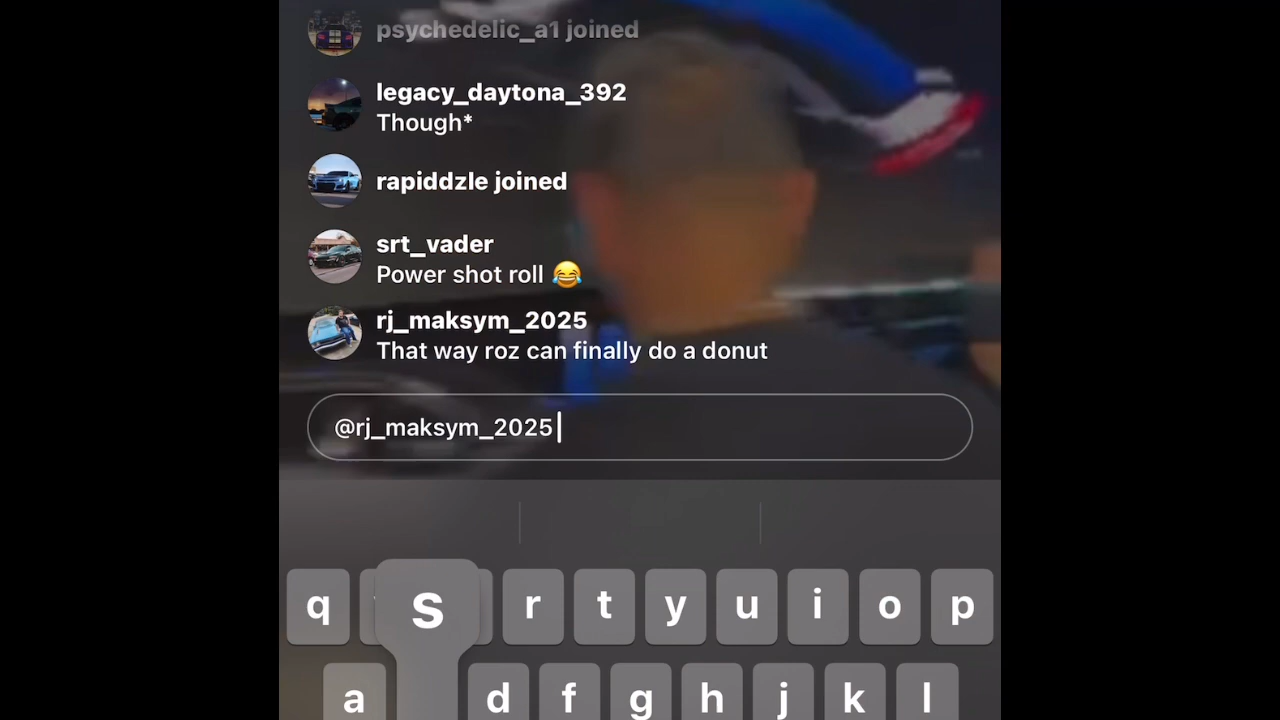 psychedelic_a1 joined
legacy_daytona_392
Though*
rapiddzle joined
srt_vader
Power shot roll 😂
rj_maksym_2025
That way roz can finally do a donut
@rj_maksym_2025
q s r t y u i o p
a d f g h j k l